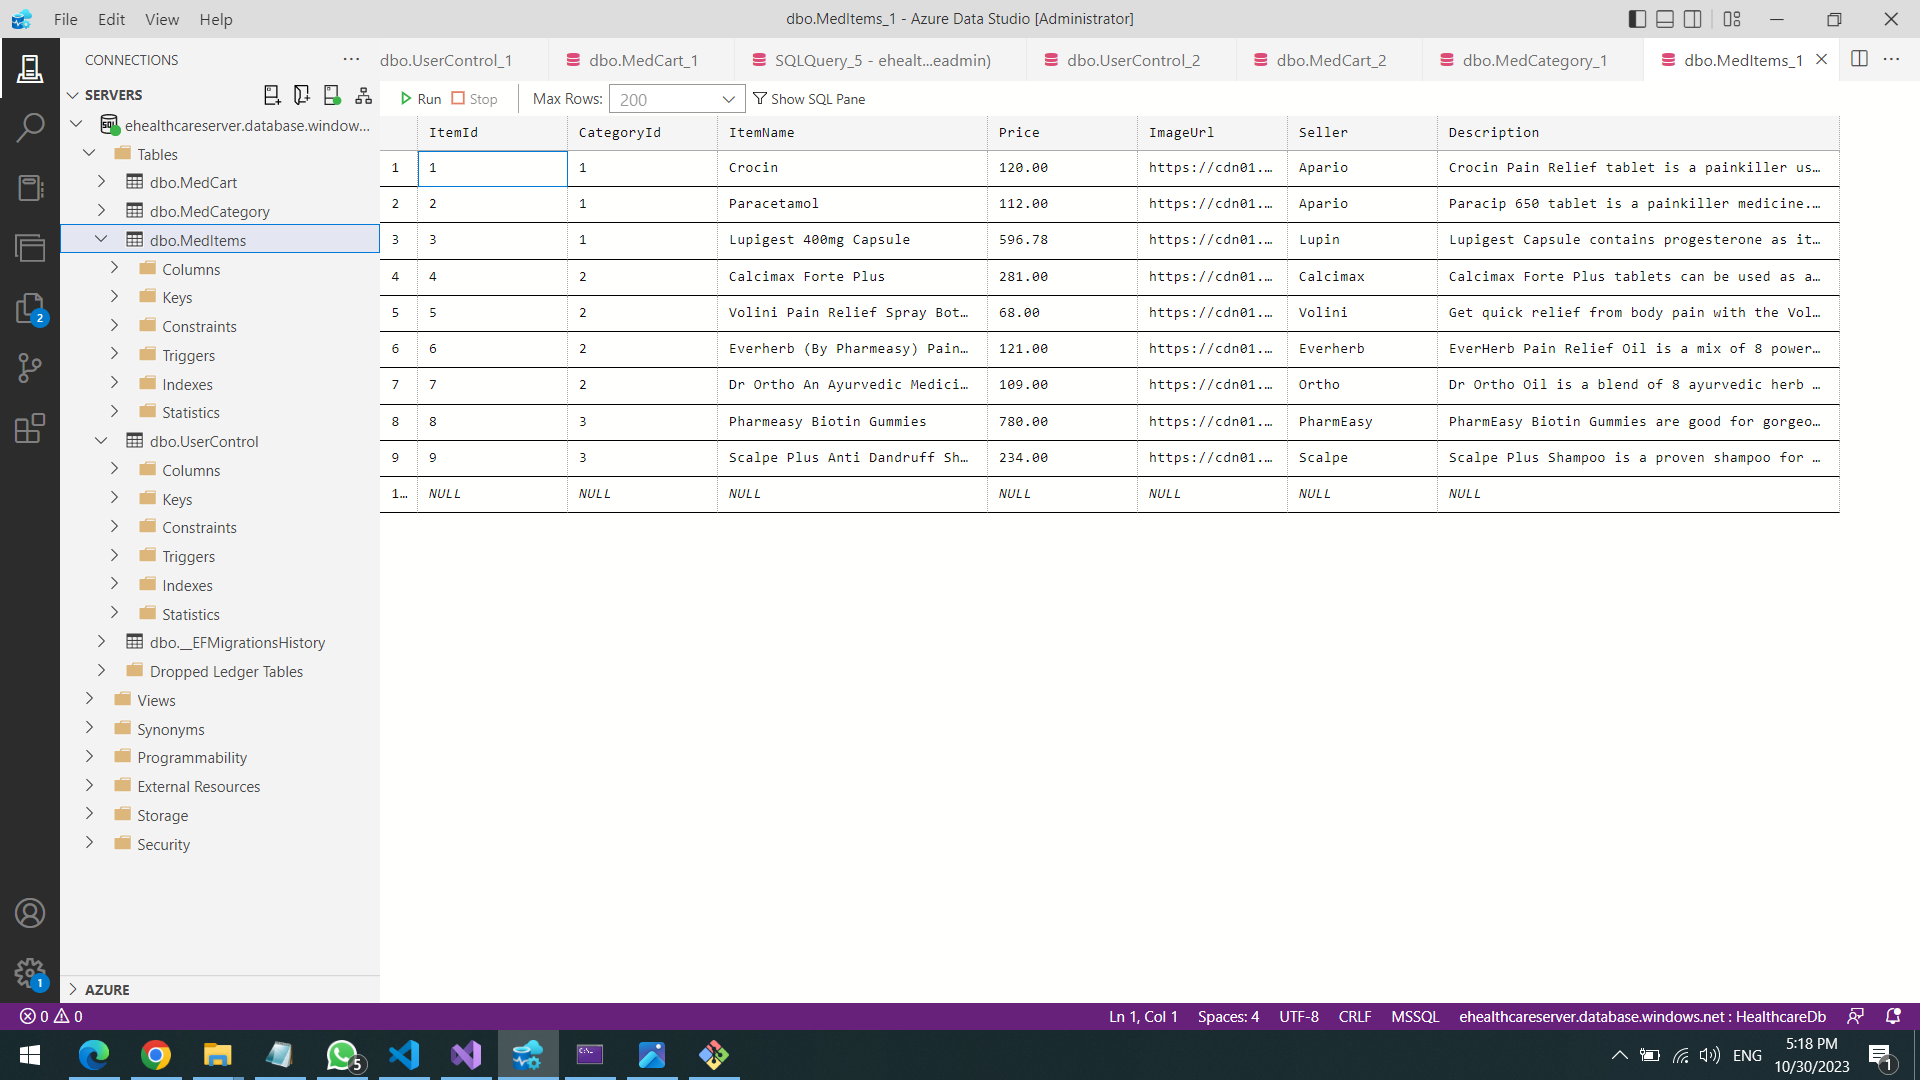 File Edit View Help
dbo.MedItems_1 - Azure Data Studio [Administrator]
CONNECTIONS
dbo.UserControl_1 dbo.MedCart_1 SQLQuery_5 - ehealt...eadmin) dbo.UserControl_2 dbo.MedCart_2 dbo.MedCategory_1 dbo.MedItems_1
SERVERS
Run Stop Max Rows: 200 Show SQL Pane
ehealthcareserver.database.window...
Tables
dbo.MedCart
dbo.MedCategory
dbo.MedItems
Columns
Keys
Constraints
Triggers
Indexes
Statistics
dbo.UserControl
Columns
Keys
Constraints
Triggers
Indexes
Statistics
dbo.__EFMigrationsHistory
Dropped Ledger Tables
Views
Synonyms
Programmability
External Resources
Storage
Security
AZURE
2
1
ItemId CategoryId ItemName Price ImageUrl Seller Description
1 1 1 Crocin 120.00 https://cdn01.… Apario Crocin Pain Relief tablet is a painkiller us…
2 2 1 Paracetamol 112.00 https://cdn01.… Apario Paracip 650 tablet is a painkiller medicine.…
3 3 1 Lupigest 400mg Capsule 596.78 https://cdn01.… Lupin Lupigest Capsule contains progesterone as it…
4 4 2 Calcimax Forte Plus 281.00 https://cdn01.… Calcimax Calcimax Forte Plus tablets can be used as a…
5 5 2 Volini Pain Relief Spray Bot… 68.00 https://cdn01.… Volini Get quick relief from body pain with the Vol…
6 6 2 Everherb (By Pharmeasy) Pain… 121.00 https://cdn01.… Everherb EverHerb Pain Relief Oil is a mix of 8 power…
7 7 2 Dr Ortho An Ayurvedic Medici… 109.00 https://cdn01.… Ortho Dr Ortho Oil is a blend of 8 ayurvedic herb …
8 8 3 Pharmeasy Biotin Gummies 780.00 https://cdn01.… PharmEasy PharmEasy Biotin Gummies are good for gorgeo…
9 9 3 Scalpe Plus Anti Dandruff Sh… 234.00 https://cdn01.… Scalpe Scalpe Plus Shampoo is a proven shampoo for …
1… NULL NULL NULL NULL NULL NULL NULL
0 0
Ln 1, Col 1 Spaces: 4 UTF-8 CRLF MSSQL ehealthcareserver.database.windows.net : HealthcareDb
5
ENG
5:18 PM
10/30/2023
1